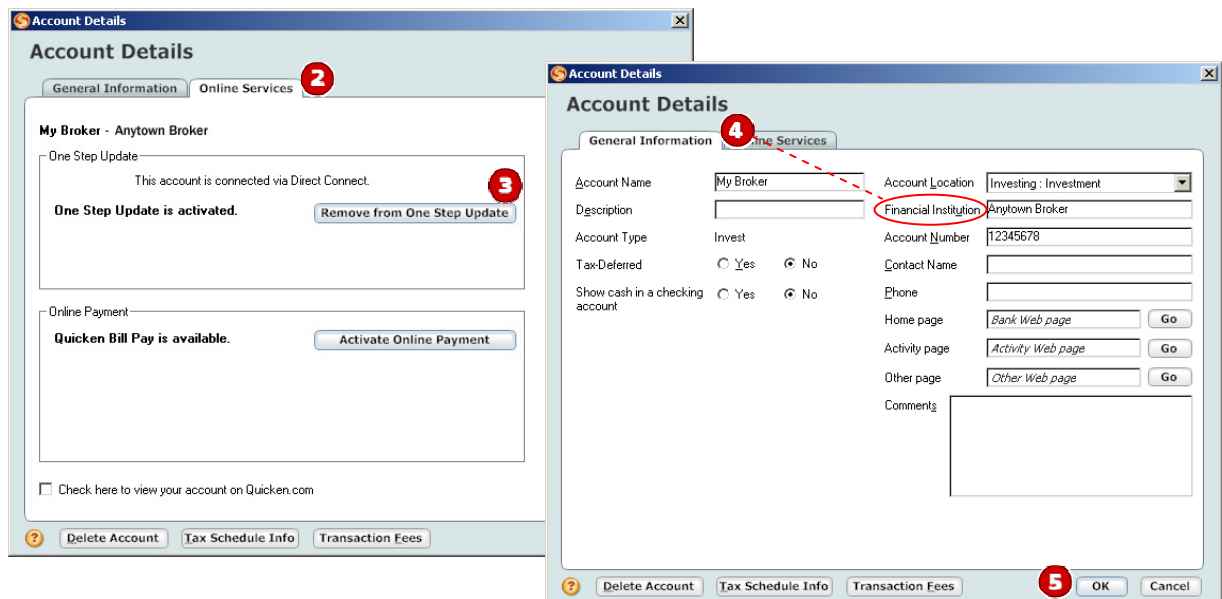 Account Details
Account Details
General Information
Online Services
2
My Broker - Anytown Broker
One Step Update
This account is connected via Direct Connect.
3
One Step Update is activated.
Remove from One Step Update
Online Payment
Quicken Bill Pay is available.
Activate Online Payment
Check here to view your account on Quicken.com
? Delete Account Tax Schedule Info Transaction Fees
Account Details
Account Details
General Information
4
Services
Account Name My Broker
Description
Account Type Invest
Tax-Deferred Yes No
Show cash in a checking Yes No
account
Account Location Investing : Investment
Financial Institution Anytown Broker
Account Number 12345678
Contact Name
Phone
Home page Bank Web page Go
Activity page Activity Web page Go
Other page Other Web page Go
Comments
? Delete Account Tax Schedule Info Transaction Fees
5
OK Cancel